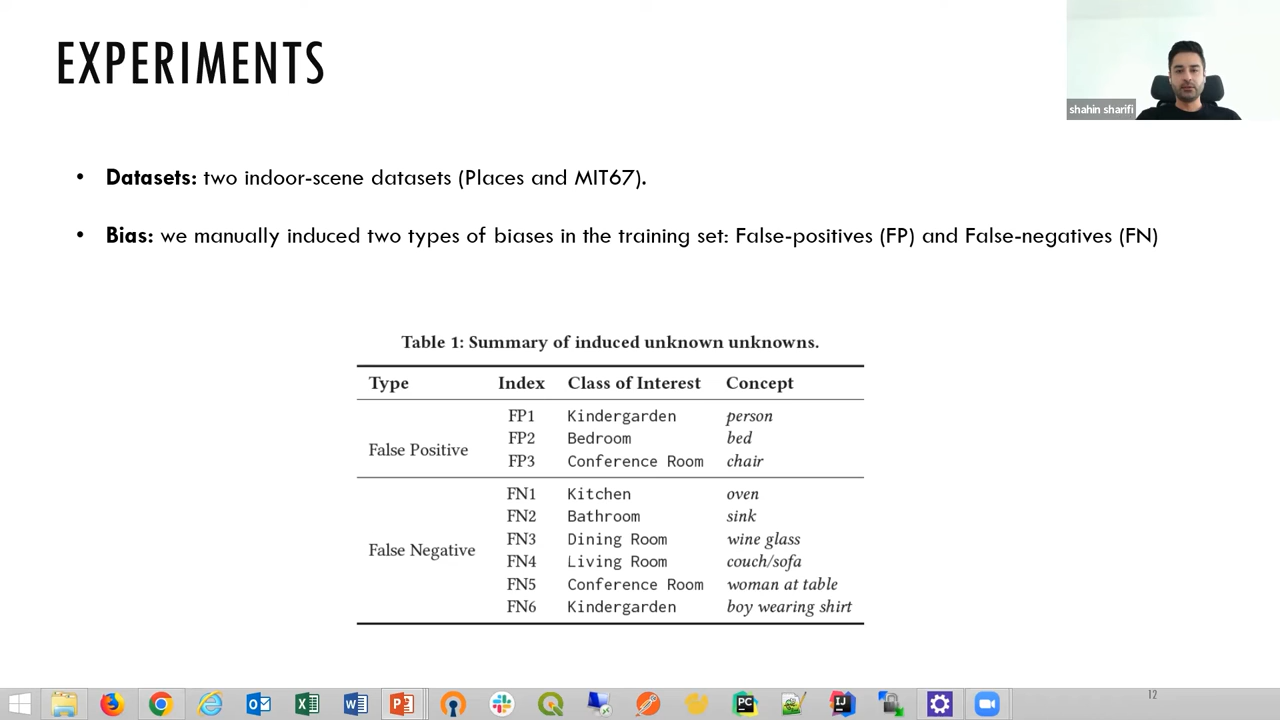 EXPERIMENTS
shahin sharifi
• Datasets: two indoor-scene datasets (Places and MIT67).
• Bias: we manually induced two types of biases in the training set: False-positives (FP) and False-negatives (FN)
Table 1: Summary of induced unknown unknowns.
Type Index Class of Interest Concept
FP1 Kindergarden person
False Positive FP2 Bedroom bed
FP3 Conference Room chair
FN1 Kitchen oven
FN2 Bathroom sink
FN3 Dining Room wine glass
False Negative FN4 Living Room couch/sofa
FN5 Conference Room woman at table
FN6 Kindergarden boy wearing shirt
12